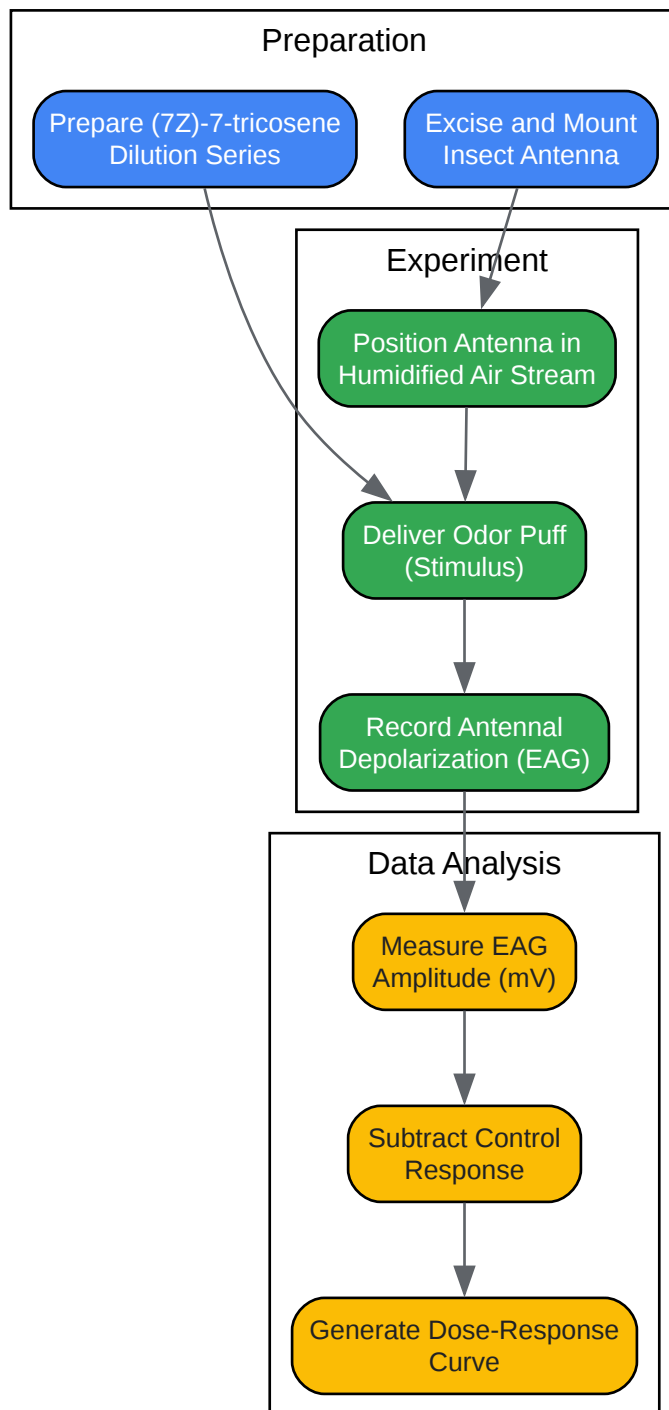 Preparation
Prepare (7Z)-7-tricosene
Dilution Series
Excise and Mount
Insect Antenna
Experiment
Position Antenna in
Humidified Air Stream
Deliver Odor Puff
(Stimulus)
Record Antennal
Depolarization (EAG)
Data Analysis
Measure EAG
Amplitude (mV)
Subtract Control
Response
Generate Dose-Response
Curve